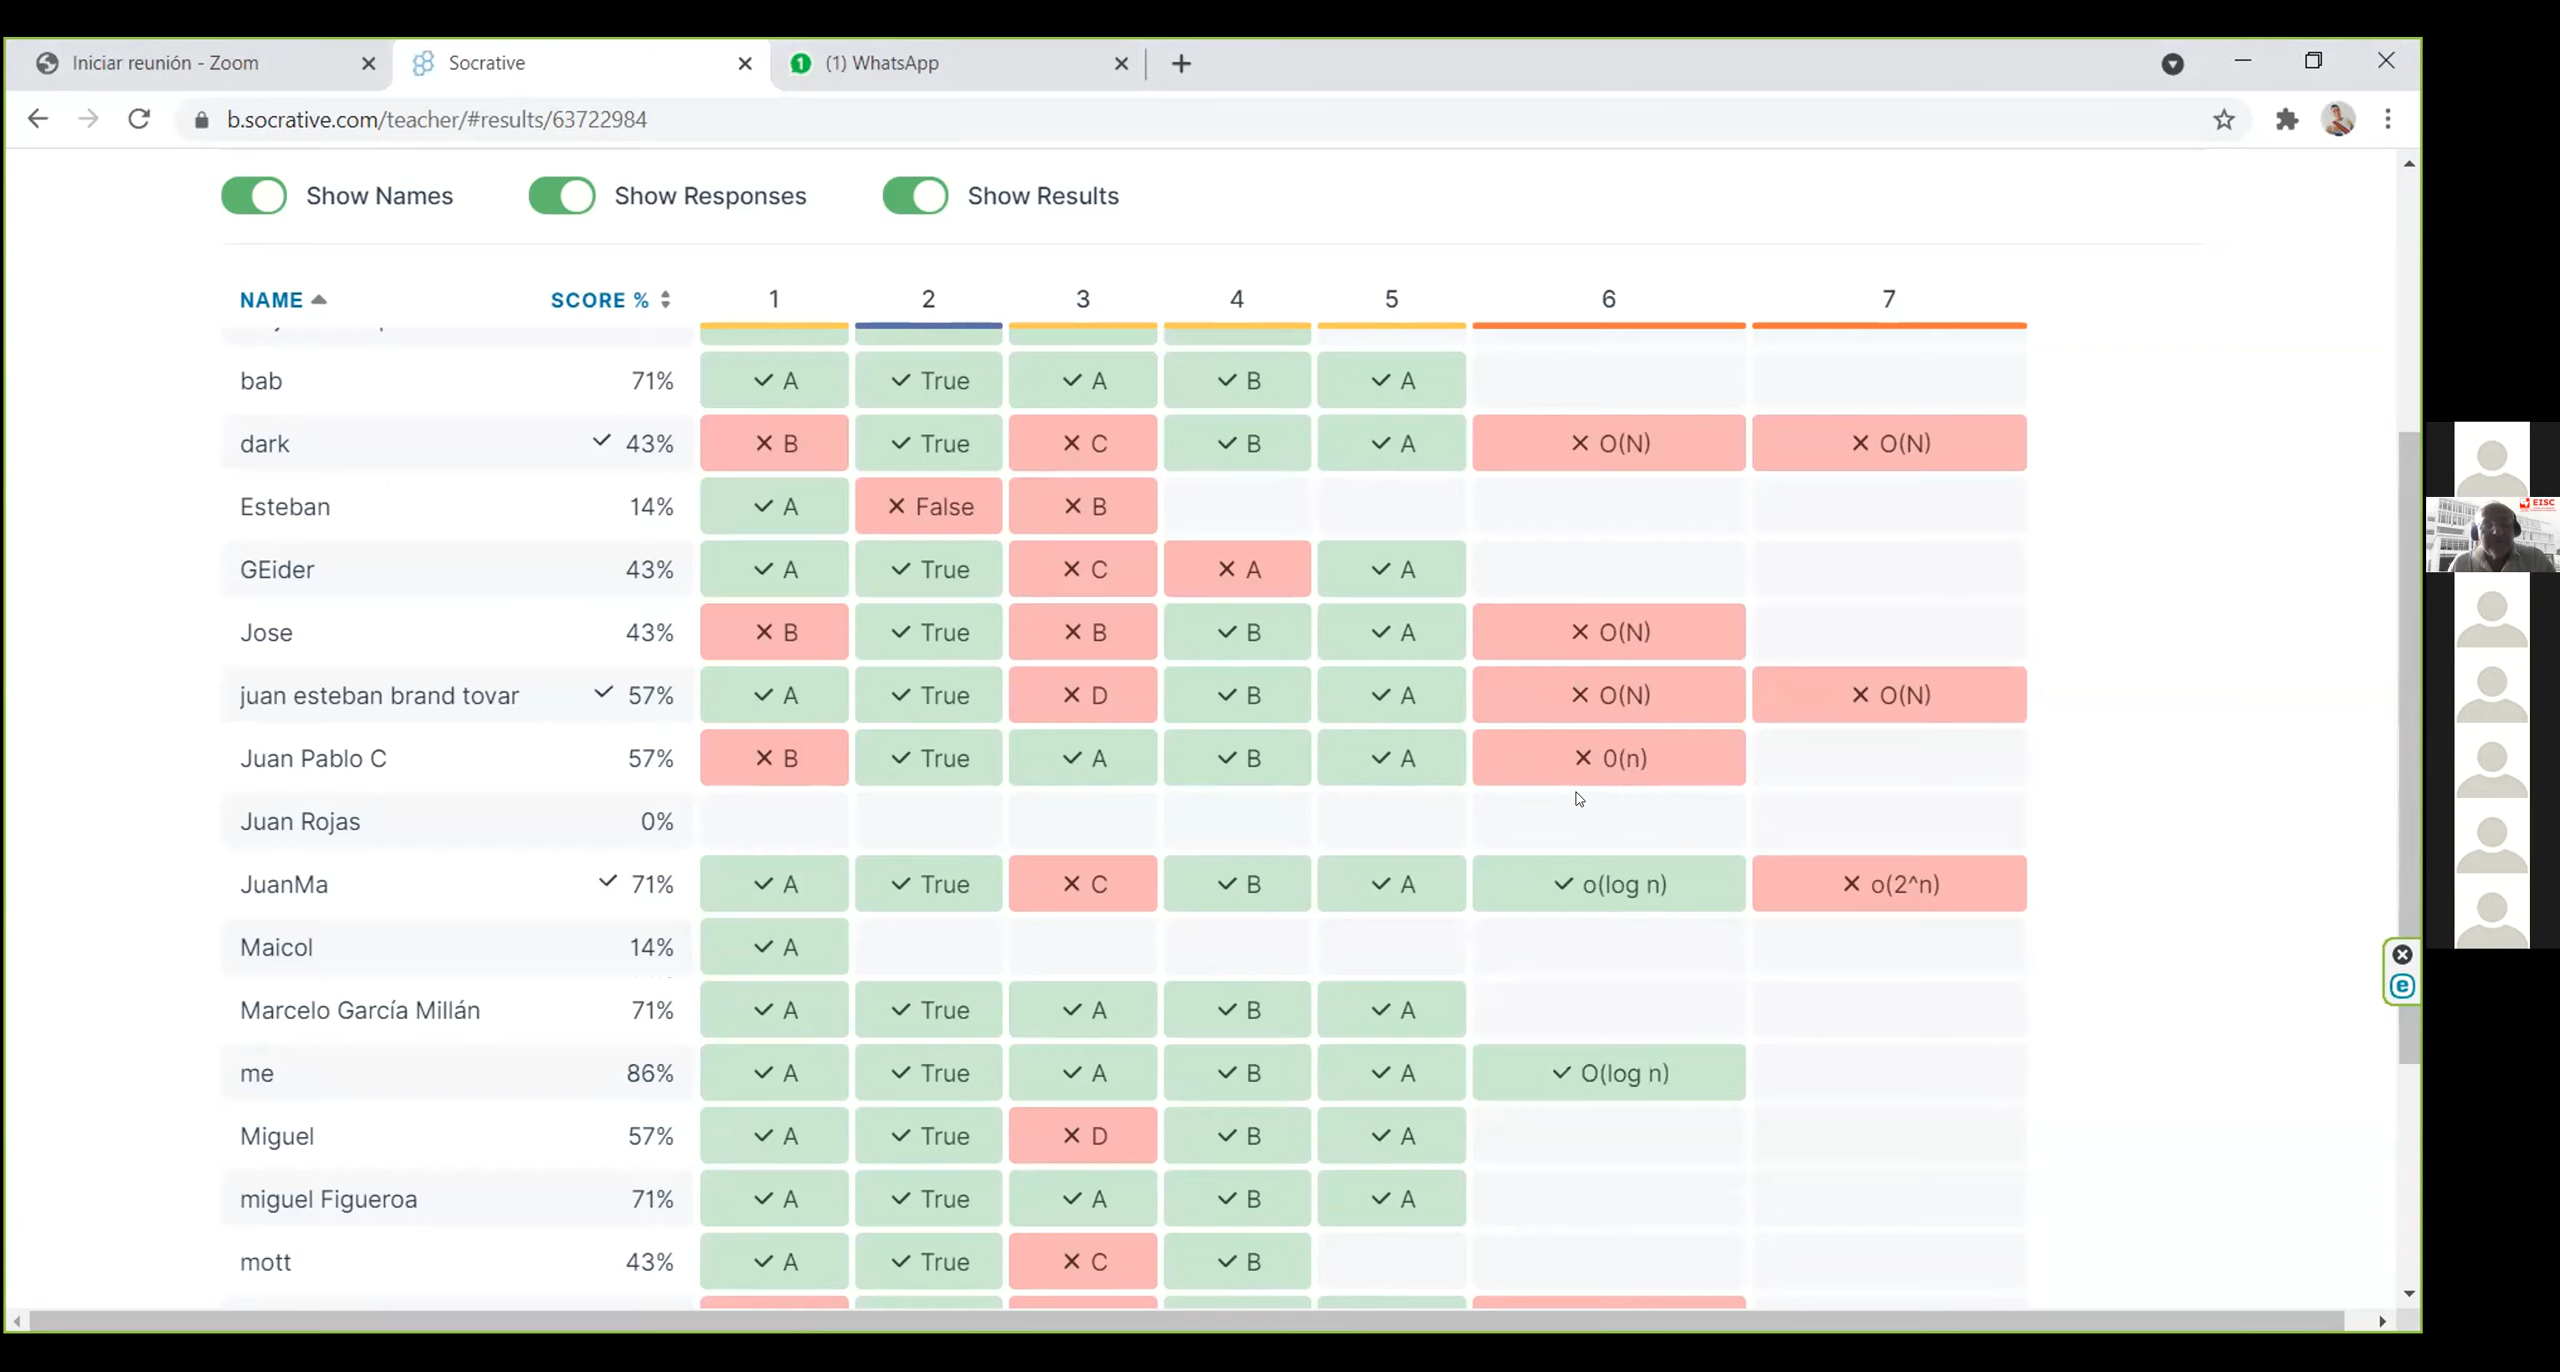 Iniciar reunión - Zoom
Socrative
1 (1) WhatsApp
b.socrative.com/teacher/#results/63722984
Show Names Show Responses Show Results
NAME SCORE % 1 2 3 4 5 6 7
bab 71% ✓ A ✓ True ✓ A ✓ B ✓ A
dark ✓ 43% ✕ B ✓ True ✕ C ✓ B ✓ A ✕ O(N) ✕ O(N)
Esteban 14% ✓ A ✕ False ✕ B
GEider 43% ✓ A ✓ True ✕ C ✕ A ✓ A
Jose 43% ✕ B ✓ True ✕ B ✓ B ✓ A ✕ O(N)
juan esteban brand tovar ✓ 57% ✓ A ✓ True ✕ D ✓ B ✓ A ✕ O(N) ✕ O(N)
Juan Pablo C 57% ✕ B ✓ True ✓ A ✓ B ✓ A ✕ 0(n)
Juan Rojas 0%
JuanMa ✓ 71% ✓ A ✓ True ✕ C ✓ B ✓ A ✓ o(log n) ✕ o(2^n)
Maicol 14% ✓ A
Marcelo García Millán 71% ✓ A ✓ True ✓ A ✓ B ✓ A
me 86% ✓ A ✓ True ✓ A ✓ B ✓ A ✓ O(log n)
Miguel 57% ✓ A ✓ True ✕ D ✓ B ✓ A
miguel Figueroa 71% ✓ A ✓ True ✓ A ✓ B ✓ A
mott 43% ✓ A ✓ True ✕ C ✓ B
EISC
e